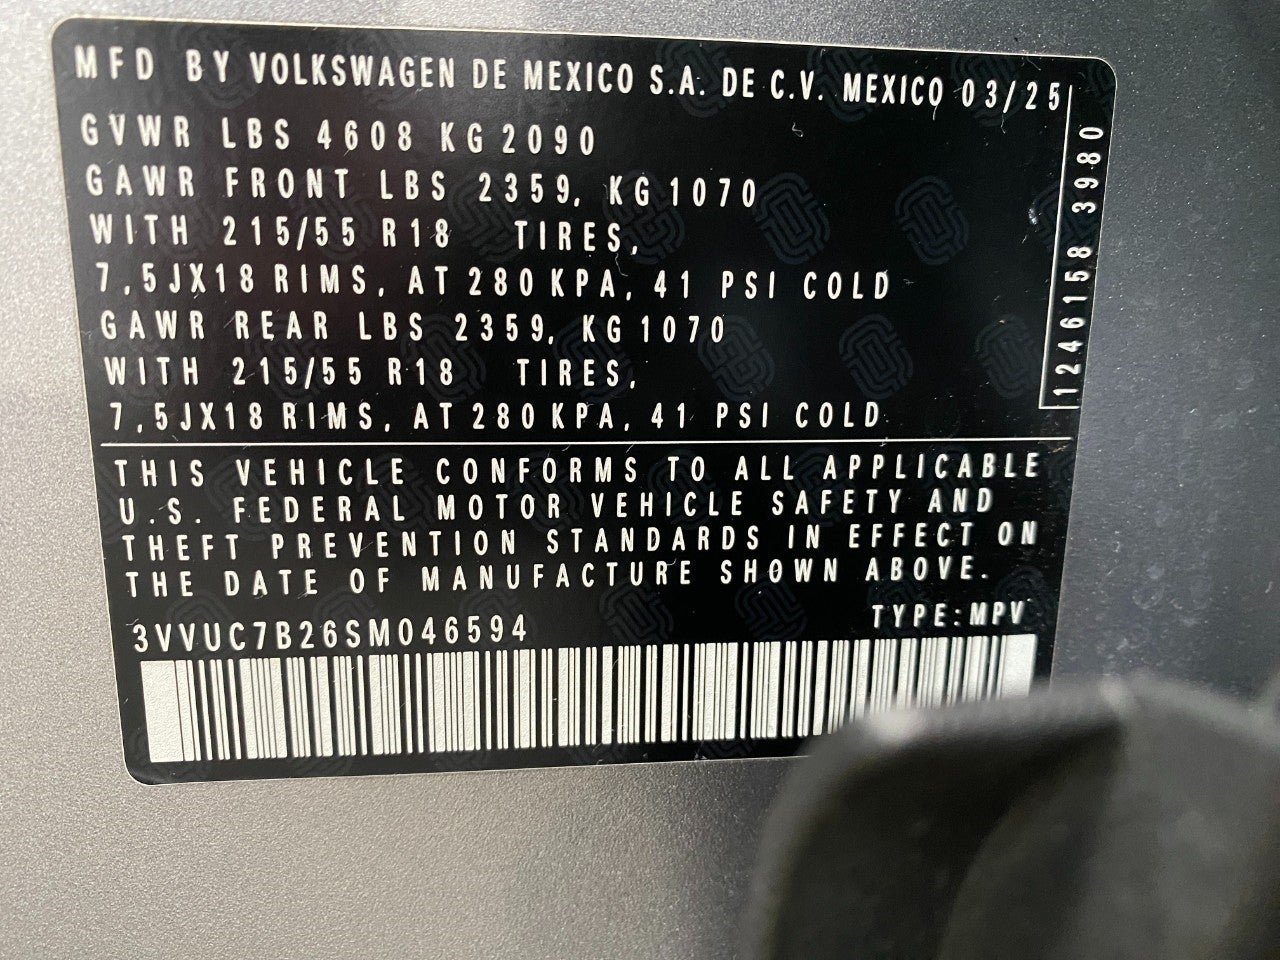 MFD BY VOLKSWAGEN DE MEXICO S.A. DE C.V. MEXICO 03/25
GVWR LBS 4608 KG 2090
GAWR FRONT LBS 2359, KG 1070
WITH 215/55 R18 TIRES,
7,5JX18 RIMS, AT 280 KPA, 41 PSI COLD
GAWR REAR LBS 2359, KG 1070
WITH 215/55 R18 TIRES,
7,5JX18 RIMS, AT 280 KPA, 41 PSI COLD
1246158 3980
THIS VEHICLE CONFORMS TO ALL APPLICABLE
U.S. FEDERAL MOTOR VEHICLE SAFETY AND
THEFT PREVENTION STANDARDS IN EFFECT ON
THE DATE OF MANUFACTURE SHOWN ABOVE.
3VVUC7B26SM046594
TYPE:MPV